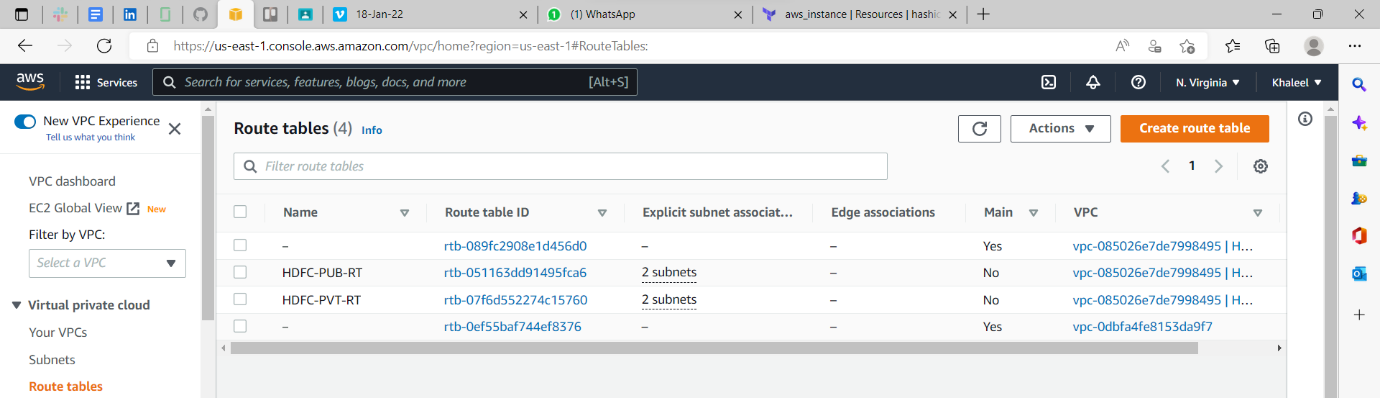 18-Jan-22
(1) WhatsApp
aws_instance | Resources | hashic
https://us-east-1.console.aws.amazon.com/vpc/home?region=us-east-1#RouteTables:
aws Services Search for services, features, blogs, docs, and more [Alt+S] N. Virginia Khaleel
New VPC Experience
Tell us what you think
VPC dashboard
EC2 Global View New
Filter by VPC:
Select a VPC
Virtual private cloud
Your VPCs
Subnets
Route tables
Route tables (4) Info
Actions Create route table
Filter route tables
1
Name Route table ID Explicit subnet associat... Edge associations Main VPC
– rtb-089fc2908e1d456d0 – – Yes vpc-085026e7de7998495 | H...
HDFC-PUB-RT rtb-051163dd91495fca6 2 subnets – No vpc-085026e7de7998495 | H...
HDFC-PVT-RT rtb-07f6d552274c15760 2 subnets – No vpc-085026e7de7998495 | H...
– rtb-0ef55baf744ef8376 – – Yes vpc-0dbfa4fe8153da9f7